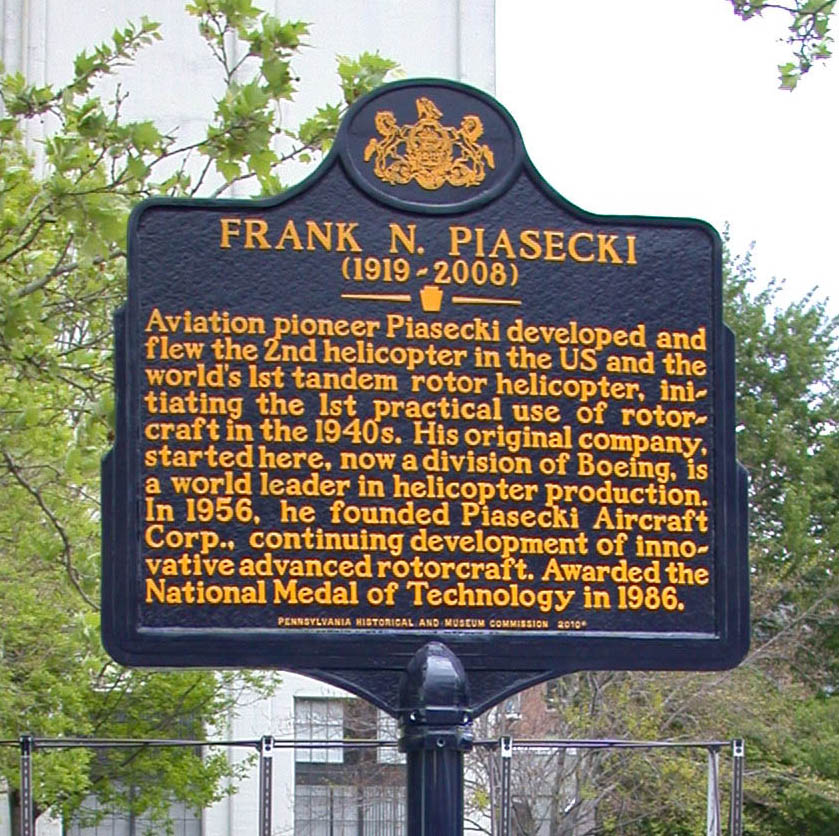 FRANK N. PIASECKI
(1919-2008)
Aviation pioneer Piasecki developed and
flew the 2nd helicopter in the US and the
world's 1st tandem rotor helicopter, ini-
tiating the 1st practical use of rotor-
craft in the 1940s. His original company,
started here, now a division of Boeing, is
a world leader in helicopter production.
In 1956, he founded Piasecki Aircraft
Corp., continuing development of inno-
vative advanced rotorcraft. Awarded the
National Medal of Technology in 1986.
PENNSYLVANIA HISTORICAL AND MUSEUM COMMISSION 2010